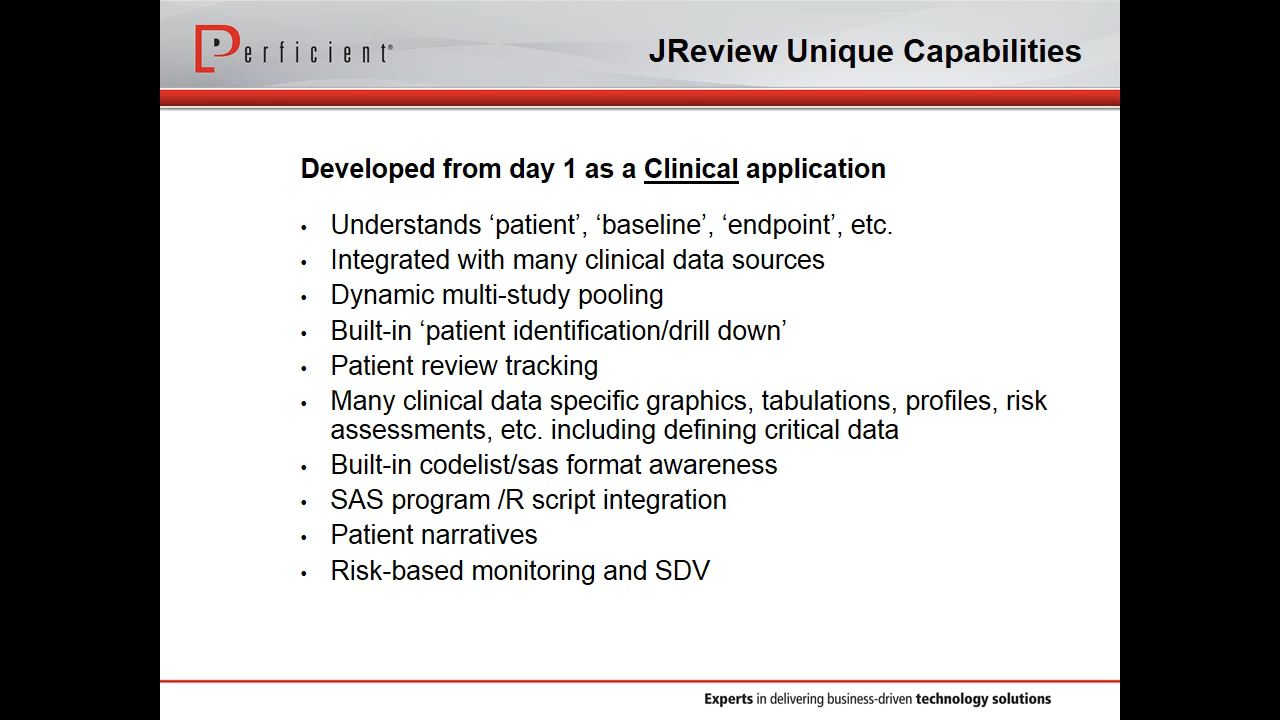 Perficient®
JReview Unique Capabilities
Developed from day 1 as a Clinical application
• Understands ‘patient’, ‘baseline’, ‘endpoint’, etc.
• Integrated with many clinical data sources
• Dynamic multi-study pooling
• Built-in ‘patient identification/drill down’
• Patient review tracking
• Many clinical data specific graphics, tabulations, profiles, risk
assessments, etc. including defining critical data
• Built-in codelist/sas format awareness
• SAS program /R script integration
• Patient narratives
• Risk-based monitoring and SDV
Experts in delivering business-driven technology solutions